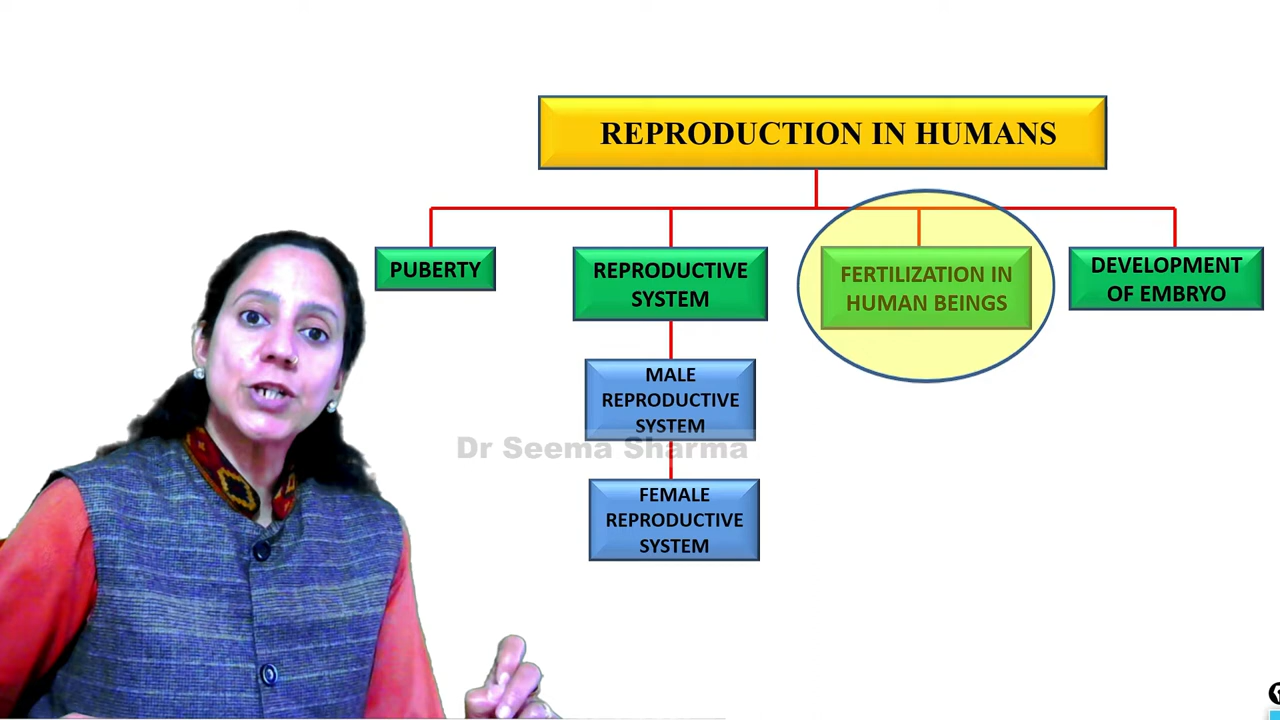 REPRODUCTION IN HUMANS
PUBERTY
REPRODUCTIVE
SYSTEM
FERTILIZATION IN
HUMAN BEINGS
DEVELOPMENT
OF EMBRYO
MALE
REPRODUCTIVE
SYSTEM
Dr Seema Sharma
FEMALE
REPRODUCTIVE
SYSTEM